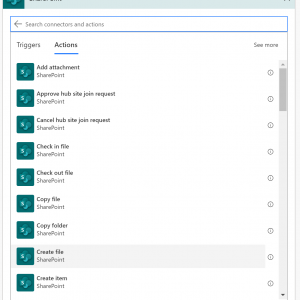 SharePoint
Search connectors and actions
Triggers Actions See more
Add attachment
SharePoint
Approve hub site join request
SharePoint
Cancel hub site join request
SharePoint
Check in file
SharePoint
Check out file
SharePoint
Copy file
SharePoint
Copy folder
SharePoint
Create file
SharePoint
Create item
SharePoint